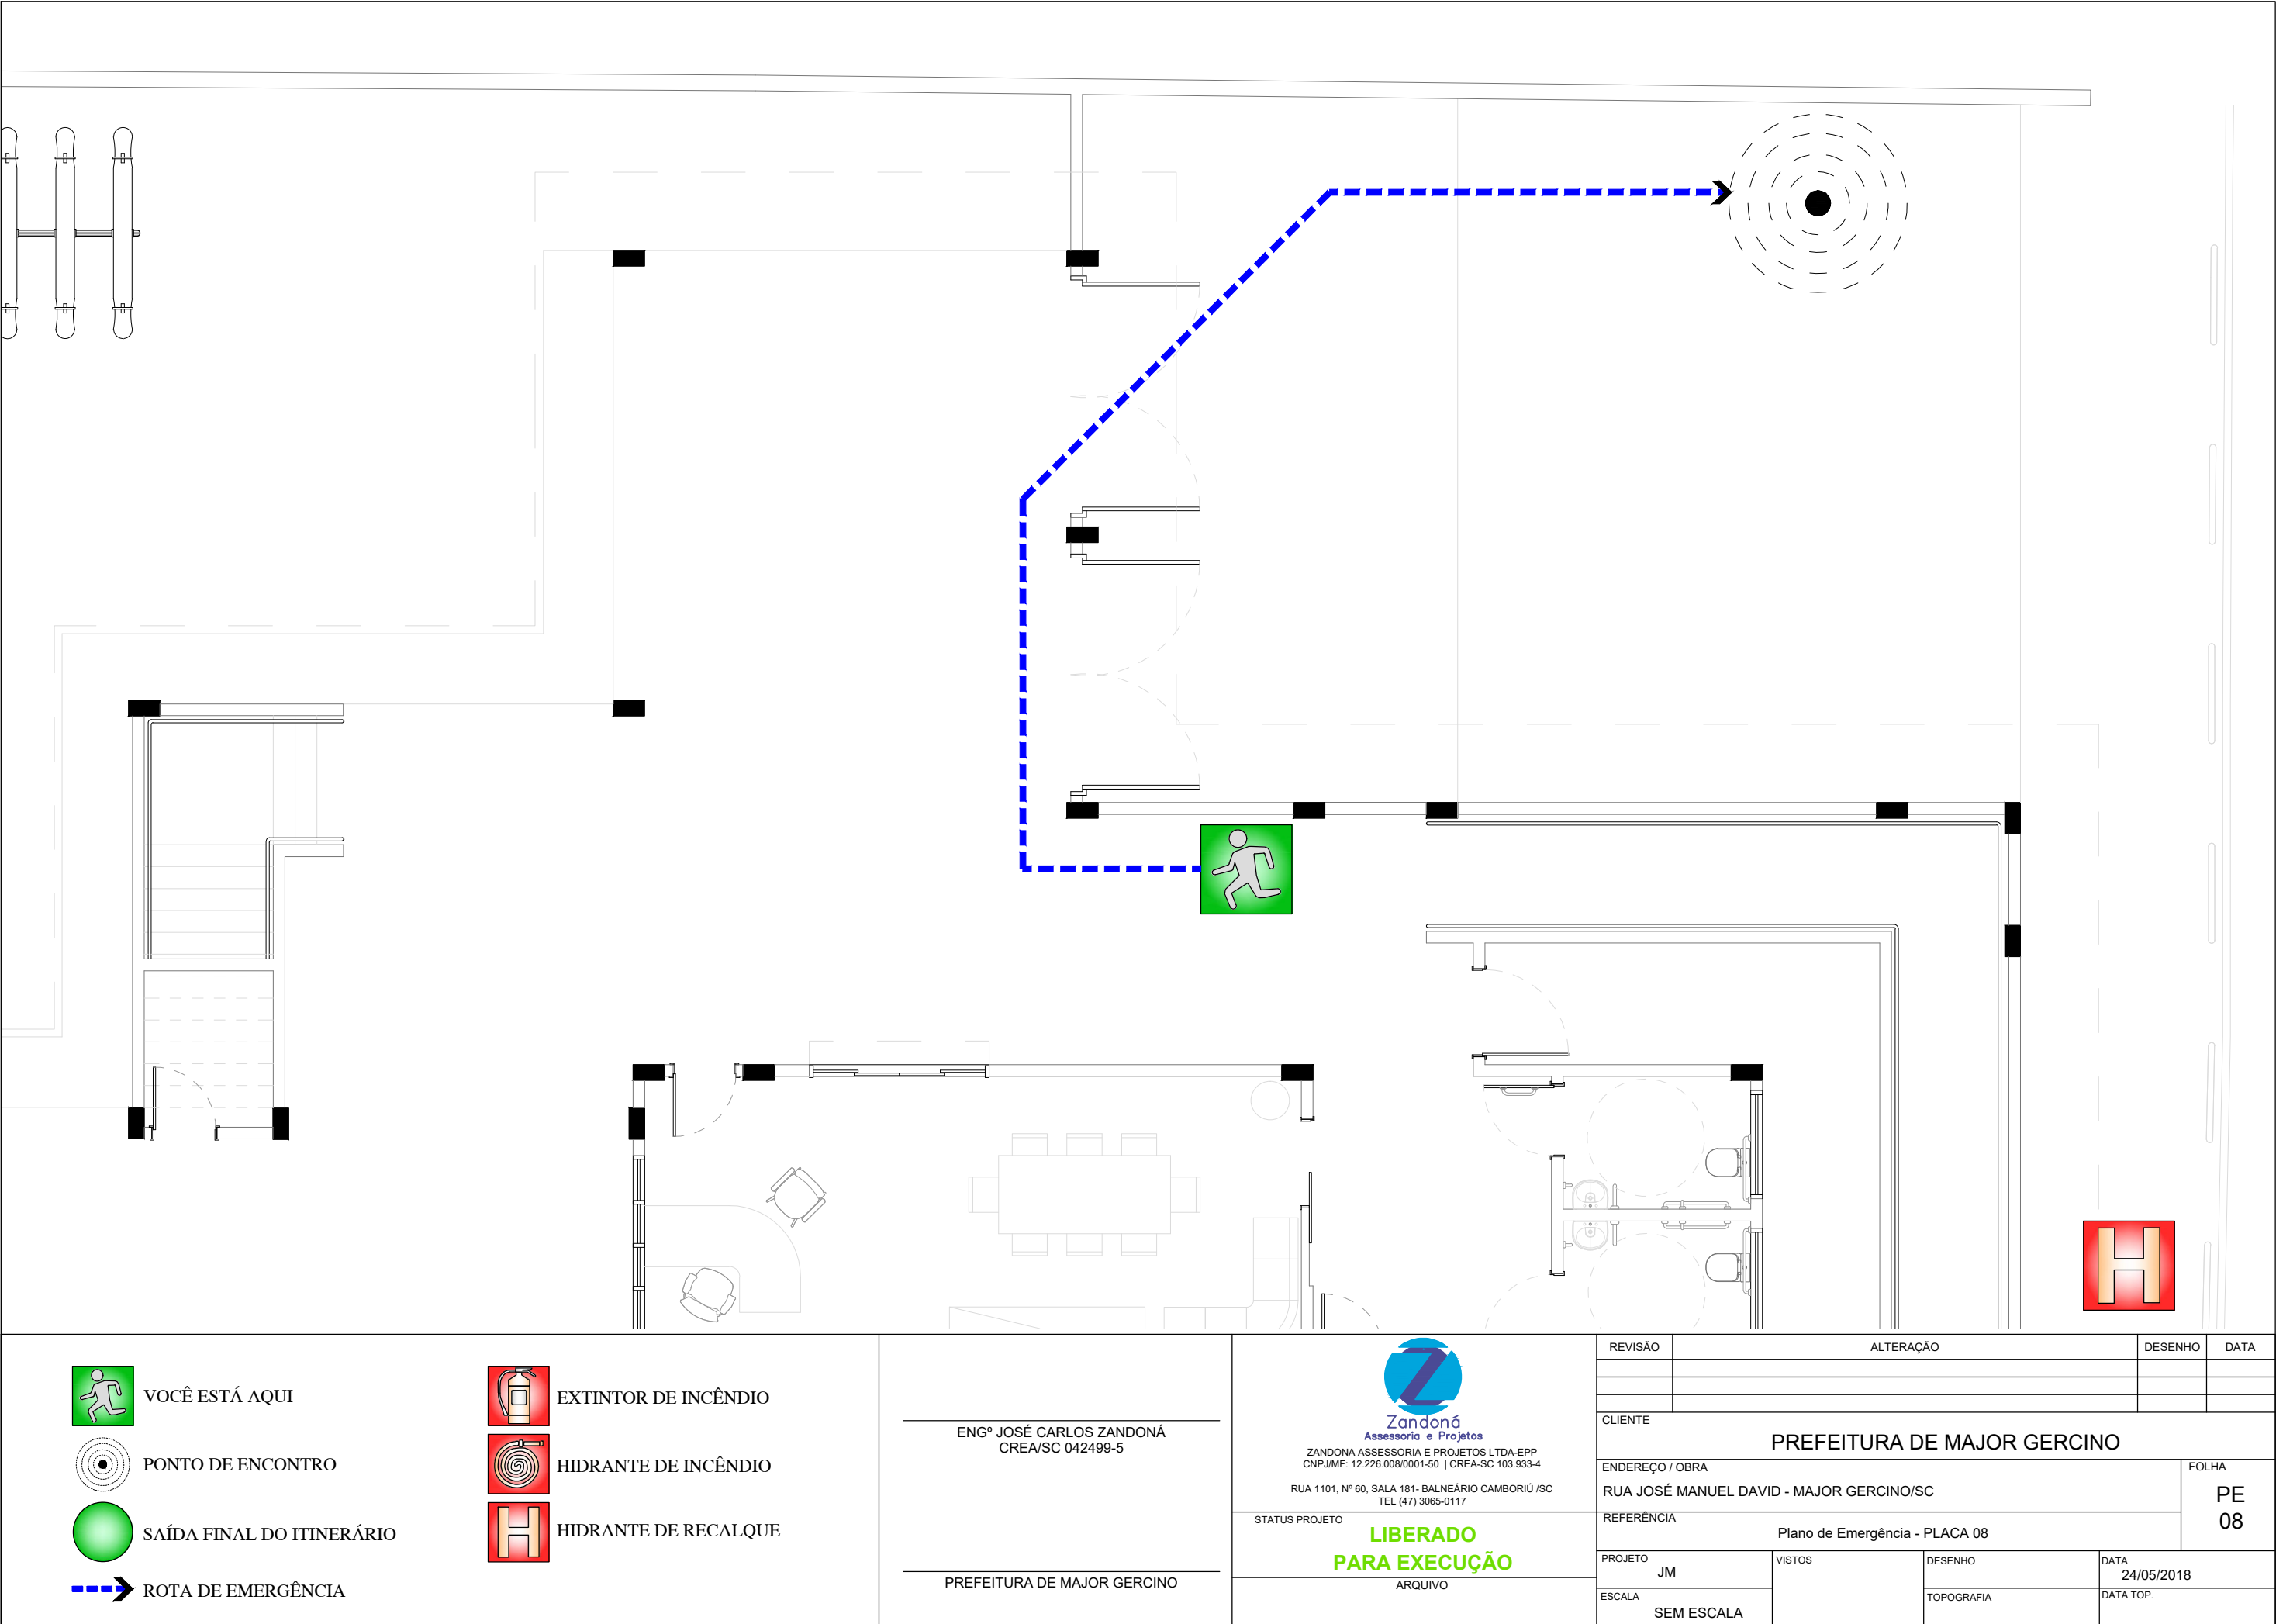 VOCÊ ESTÁ AQUI
PONTO DE ENCONTRO
SAÍDA FINAL DO ITINERÁRIO
ROTA DE EMERGÊNCIA
EXTINTOR DE INCÊNDIO
HIDRANTE DE INCÊNDIO
HIDRANTE DE RECALQUE
ENGº JOSÉ CARLOS ZANDONÁ
CREA/SC 042499-5
PREFEITURA DE MAJOR GERCINO
Zandoná
Assessoria e Projetos
ZANDONA ASSESSORIA E PROJETOS LTDA-EPP
CNPJ/MF: 12.226.008/0001-50 | CREA-SC 103.933-4
RUA 1101, Nº 60, SALA 181- BALNEÁRIO CAMBORIÚ /SC
TEL (47) 3065-0117
STATUS PROJETO
LIBERADO
PARA EXECUÇÃO
ARQUIVO
REVISÃO ALTERAÇÃO DESENHO DATA
CLIENTE
PREFEITURA DE MAJOR GERCINO
ENDEREÇO / OBRA
RUA JOSÉ MANUEL DAVID - MAJOR GERCINO/SC
FOLHA
PE
08
REFERÊNCIA
Plano de Emergência - PLACA 08
PROJETO
JM
VISTOS
DESENHO
DATA
24/05/2018
ESCALA
SEM ESCALA
TOPOGRAFIA
DATA TOP.